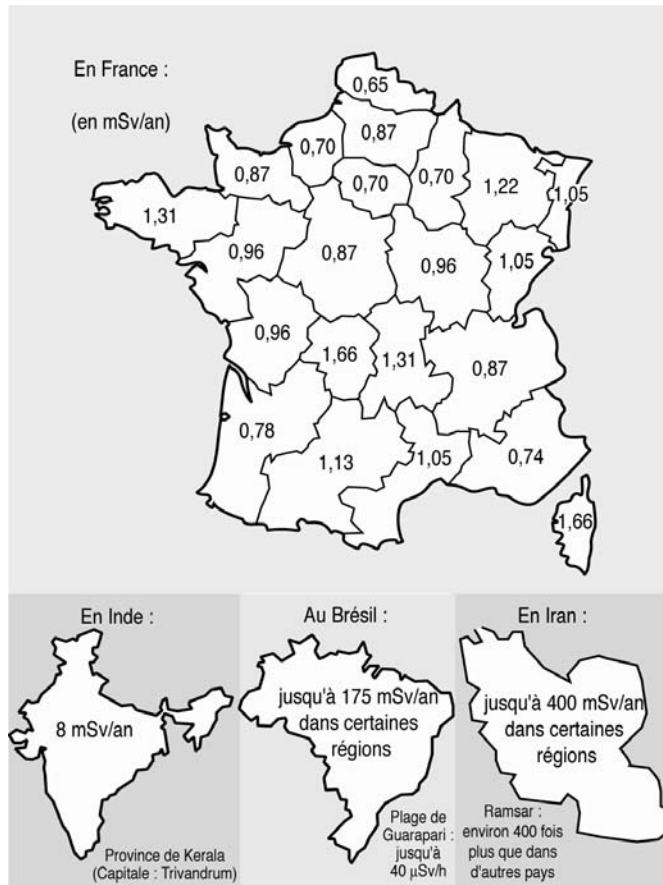 En France :
(en mSv/an)
0,65
0,87
0,70
0,87
0,70
0,70
1,22
1,05
1,31
0,96
0,87
0,96
1,05
0,96
1,66
1,31
0,87
0,78
1,13
1,05
0,74
1,66
En Inde :
8 mSv/an
Province de Kerala
(Capitale : Trivandrum)
Au Brésil :
jusqu'à 175 mSv/an
dans certaines
régions
Plage de
Guarapari :
jusqu'à
40 µSv/h
En Iran :
jusqu'à 400 mSv/an
dans certaines
régions
Ramsar :
environ 400 fois
plus que dans
d'autres pays